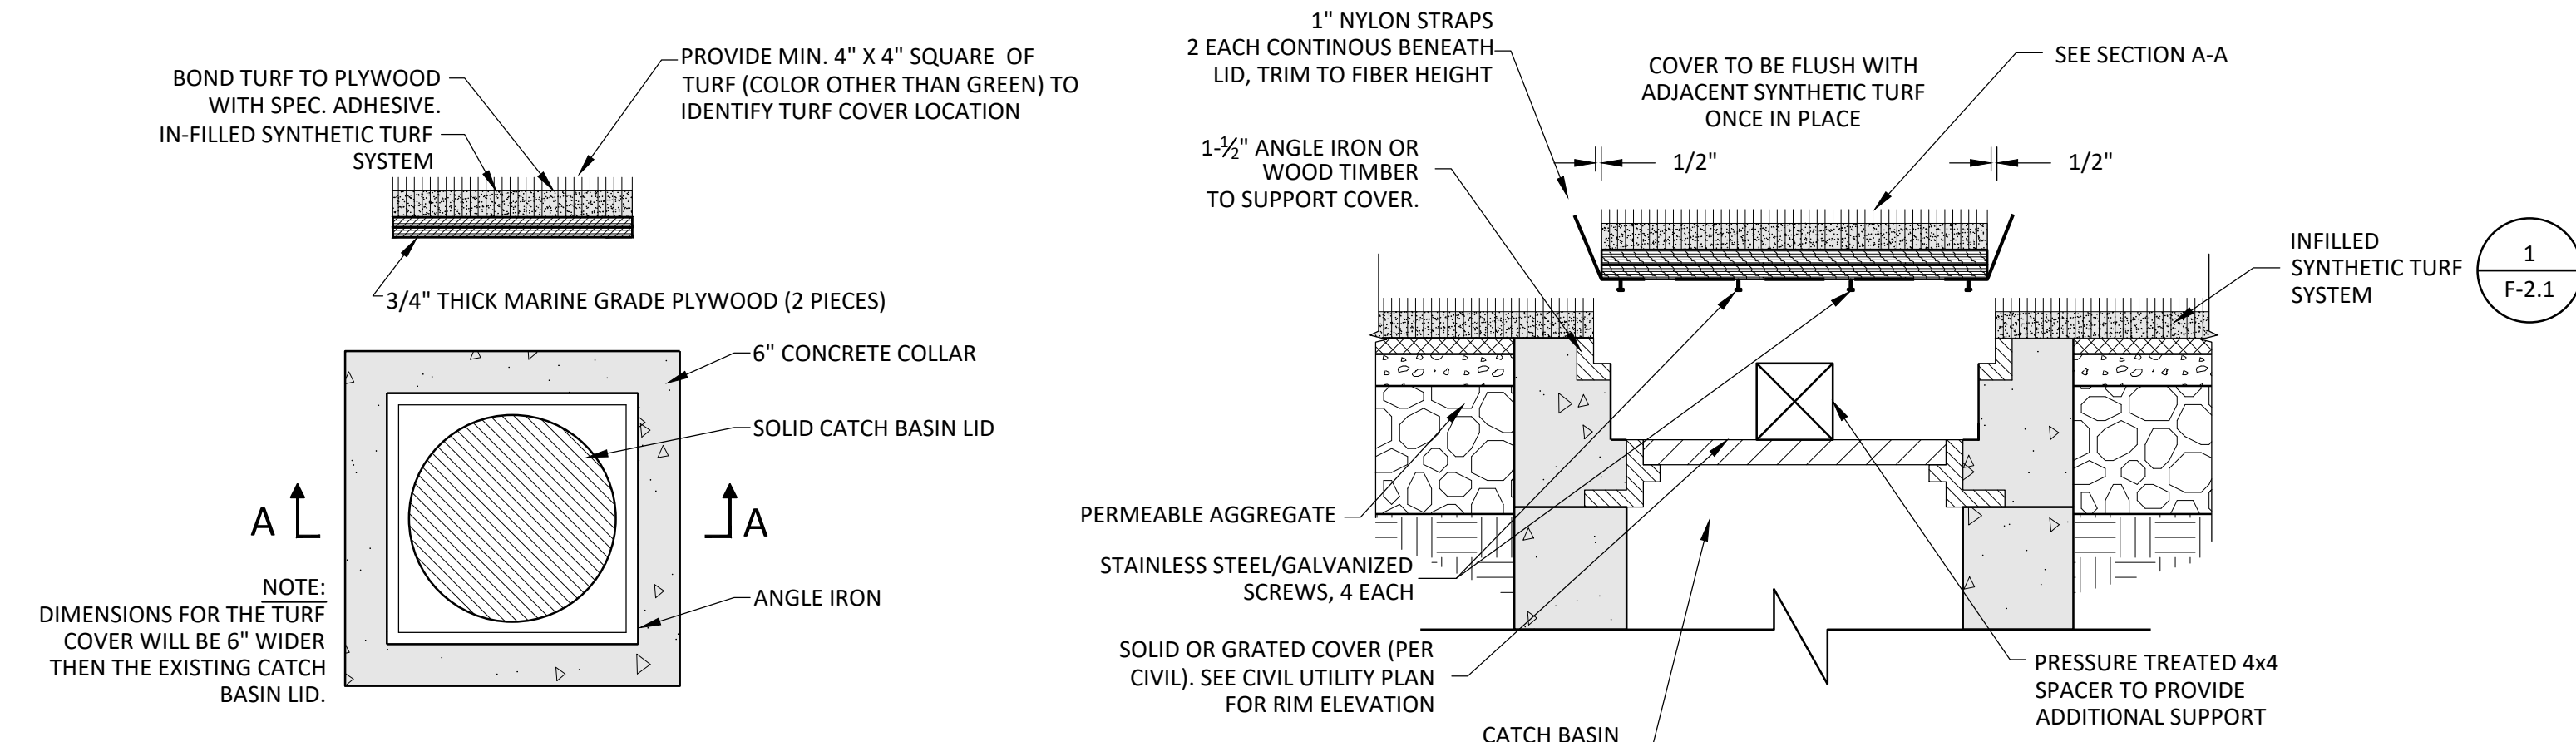 BOND TURF TO PLYWOOD
WITH SPEC. ADHESIVE.
IN-FILLED SYNTHETIC TURF
SYSTEM
PROVIDE MIN. 4" X 4" SQUARE OF
TURF (COLOR OTHER THAN GREEN) TO
IDENTIFY TURF COVER LOCATION
3/4" THICK MARINE GRADE PLYWOOD (2 PIECES)
6" CONCRETE COLLAR
SOLID CATCH BASIN LID
A
A
ANGLE IRON
NOTE:
DIMENSIONS FOR THE TURF
COVER WILL BE 6" WIDER
THEN THE EXISTING CATCH
BASIN LID.
1" NYLON STRAPS
2 EACH CONTINOUS BENEATH
LID, TRIM TO FIBER HEIGHT
COVER TO BE FLUSH WITH
ADJACENT SYNTHETIC TURF
ONCE IN PLACE
SEE SECTION A-A
1-½" ANGLE IRON OR
WOOD TIMBER
TO SUPPORT COVER.
1/2"
1/2"
INFILLED
SYNTHETIC TURF
SYSTEM
1
F-2.1
PERMEABLE AGGREGATE
STAINLESS STEEL/GALVANIZED
SCREWS, 4 EACH
SOLID OR GRATED COVER (PER
CIVIL). SEE CIVIL UTILITY PLAN
FOR RIM ELEVATION
CATCH BASIN
PRESSURE TREATED 4x4
SPACER TO PROVIDE
ADDITIONAL SUPPORT